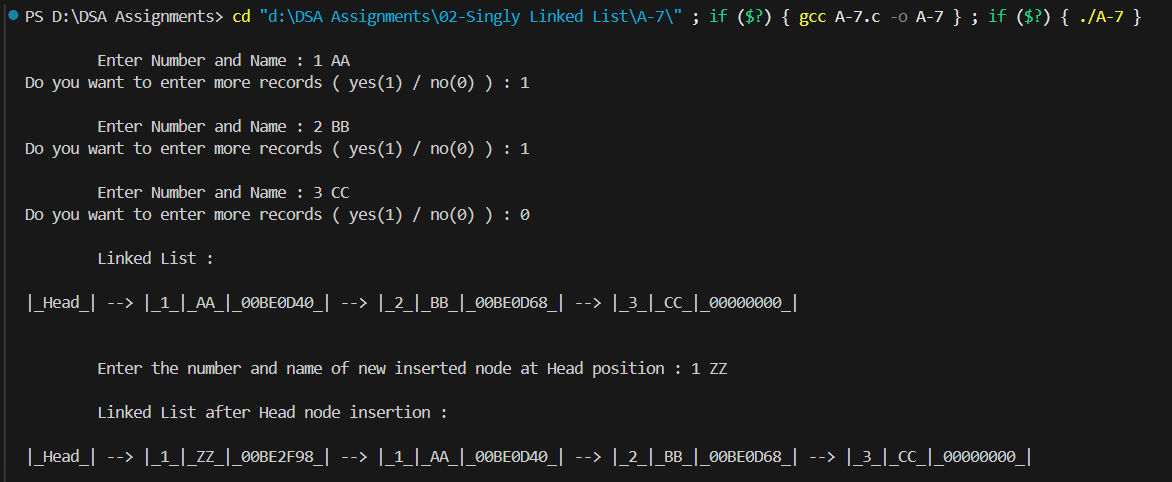 PS D:\DSA Assignments> cd "d:\DSA Assignments\02-Singly Linked List\A-7\" ; if ($?) { gcc A-7.c -o A-7 } ; if ($?) { ./A-7 }
Enter Number and Name : 1 AA
Do you want to enter more records ( yes(1) / no(0) ) : 1
Enter Number and Name : 2 BB
Do you want to enter more records ( yes(1) / no(0) ) : 1
Enter Number and Name : 3 CC
Do you want to enter more records ( yes(1) / no(0) ) : 0
Linked List :
|_Head_| --> |_1_|_AA_|_00BE0D40_| --> |_2_|_BB_|_00BE0D68_| --> |_3_|_CC_|_00000000_|
Enter the number and name of new inserted node at Head position : 1 ZZ
Linked List after Head node insertion :
|_Head_| --> |_1_|_ZZ_|_00BE2F98_| --> |_1_|_AA_|_00BE0D40_| --> |_2_|_BB_|_00BE0D68_| --> |_3_|_CC_|_00000000_|